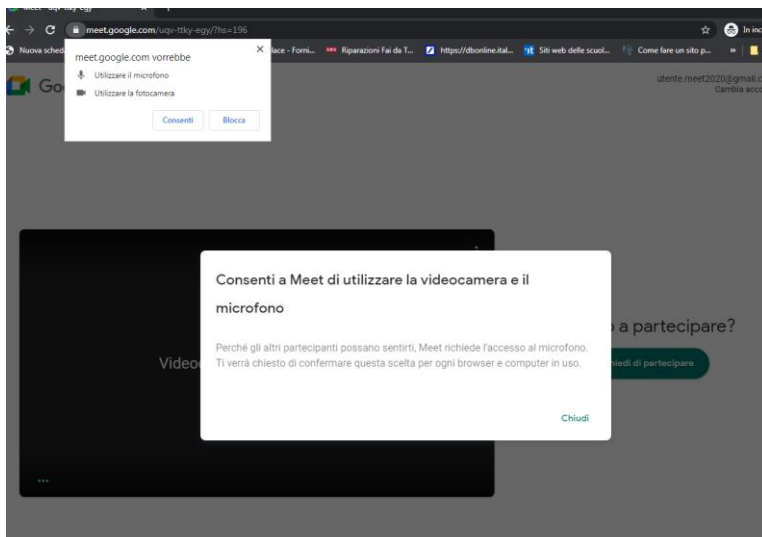 meet.google.com/uqv-ttky-egy/?hs=196
In inc
Nuova sched
lace - Forni...
Riparazioni Fai da T...
https://dbonline.ital...
Siti web delle scuol...
Come fare un sito p...
»
meet.google.com vorrebbe
Utilizzare il microfono
Utilizzare la fotocamera
Consenti
Blocca
Go
utente.meet2020@gmail.c
Cambia acco
Consenti a Meet di utilizzare la videocamera e il
microfono
Perché gli altri partecipanti possano sentirti, Meet richiede l'accesso al microfono.
Ti verrà chiesto di confermare questa scelta per ogni browser e computer in uso.
Chiudi
Video
o a partecipare?
hiedi di partecipare